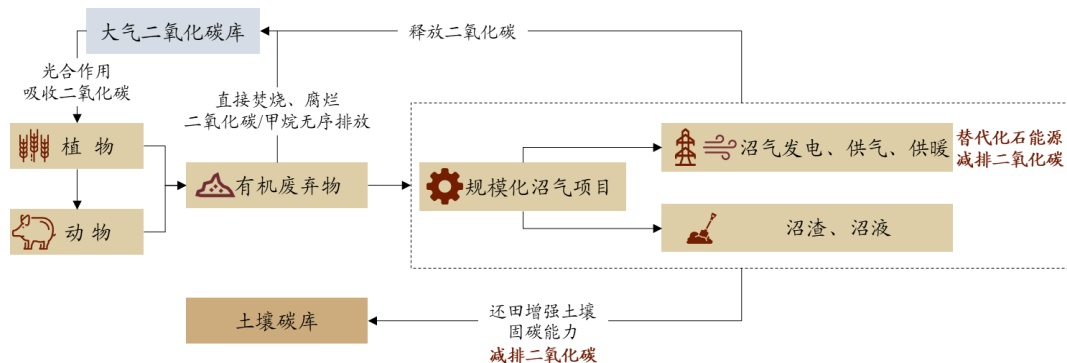 大气二氧化碳库
释放二氧化碳
光合作用
吸收二氧化碳
直接焚烧、腐烂
二氧化碳/甲烷无序排放
植 物
动 物
有机废弃物
规模化沼气项目
沼气发电、供气、供暖
替代化石能源
减排二氧化碳
沼渣、沼液
土壤碳库
还田增强土壤
固碳能力
减排二氧化碳